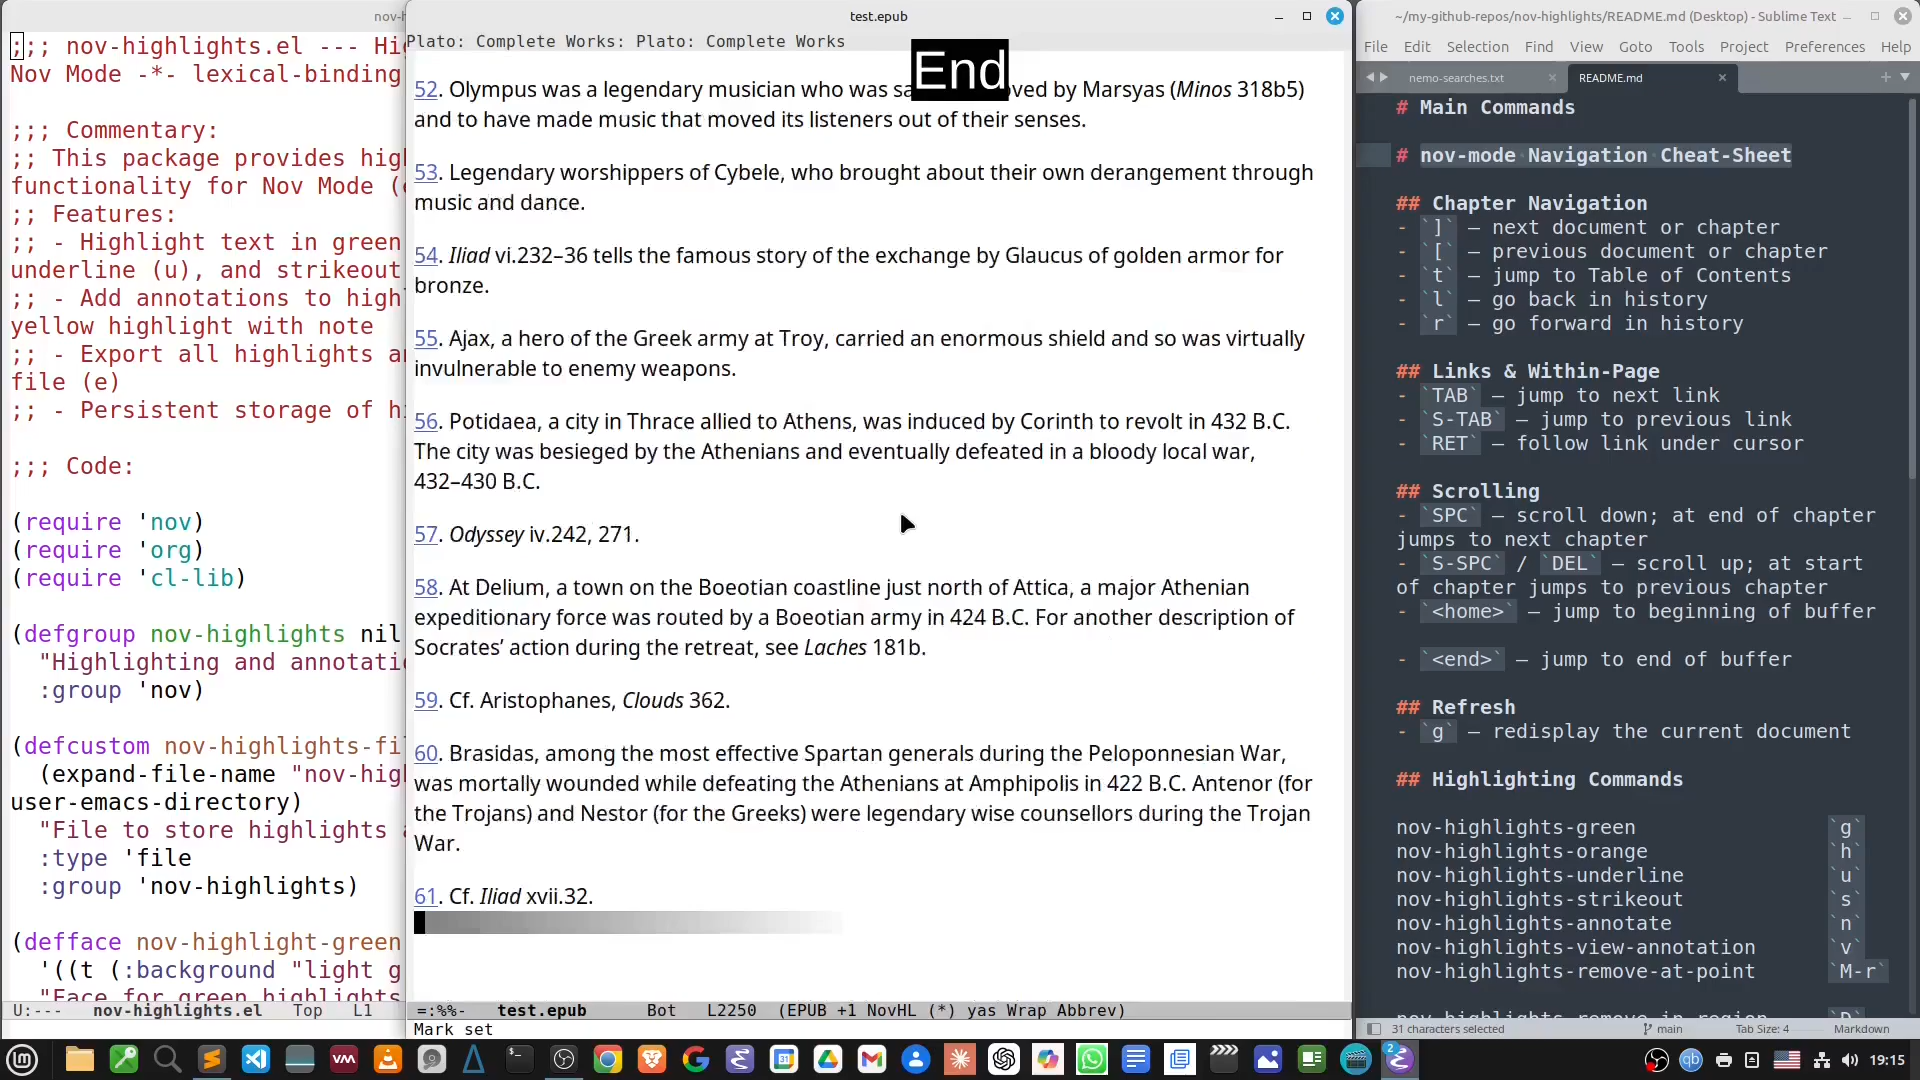 nov-h
;;; nov-highlights.el --- Hi
Nov Mode -*- lexical-binding
;;; Commentary:
;; This package provides high
functionality for Nov Mode (
;; Features:
;; - Highlight text in green
underline (u), and strikeout
;; - Add annotations to high
yellow highlight with note
;; - Export all highlights a
file (e)
;; - Persistent storage of h
;;; Code:
(require 'nov)
(require 'org)
(require 'cl-lib)
(defgroup nov-highlights nil
"Highlighting and annotati
:group 'nov)
(defcustom nov-highlights-fi
(expand-file-name "nov-hig
user-emacs-directory)
"File to store highlights a
:type 'file
:group 'nov-highlights)
(defface nov-highlight-green
'((t (:background "light g
"Face for green highlights
U:--- nov-highlights.el Top L1
test.epub
Plato: Complete Works: Plato: Complete Works
End
52. Olympus was a legendary musician who was sa oved by Marsyas (Minos 318b5)
and to have made music that moved its listeners out of their senses.
53. Legendary worshippers of Cybele, who brought about their own derangement through
music and dance.
54. Iliad vi.232–36 tells the famous story of the exchange by Glaucus of golden armor for
bronze.
55. Ajax, a hero of the Greek army at Troy, carried an enormous shield and so was virtually
invulnerable to enemy weapons.
56. Potidaea, a city in Thrace allied to Athens, was induced by Corinth to revolt in 432 B.C.
The city was besieged by the Athenians and eventually defeated in a bloody local war,
432–430 B.C.
57. Odyssey iv.242, 271.
58. At Delium, a town on the Boeotian coastline just north of Attica, a major Athenian
expeditionary force was routed by a Boeotian army in 424 B.C. For another description of
Socrates’ action during the retreat, see Laches 181b.
59. Cf. Aristophanes, Clouds 362.
60. Brasidas, among the most effective Spartan generals during the Peloponnesian War,
was mortally wounded while defeating the Athenians at Amphipolis in 422 B.C. Antenor (for
the Trojans) and Nestor (for the Greeks) were legendary wise counsellors during the Trojan
War.
61. Cf. Iliad xvii.32.
=:%%- test.epub Bot L2250 (EPUB +1 NovHL (*) yas Wrap Abbrev)
Mark set
~/my-github-repos/nov-highlights/README.md (Desktop) - Sublime Text
File Edit Selection Find View Goto Tools Project Preferences Help
nemo-searches.txt README.md
# Main Commands
# nov-mode Navigation Cheat-Sheet
## Chapter Navigation
- `]` — next document or chapter
- `[` — previous document or chapter
- `t` — jump to Table of Contents
- `l` — go back in history
- `r` — go forward in history
## Links & Within-Page
- `TAB` — jump to next link
- `S-TAB` — jump to previous link
- `RET` — follow link under cursor
## Scrolling
- `SPC` — scroll down; at end of chapter
jumps to next chapter
- `S-SPC` / `DEL` — scroll up; at start
of chapter jumps to previous chapter
- `<home>` — jump to beginning of buffer
- `<end>` — jump to end of buffer
## Refresh
- `g` — redisplay the current document
## Highlighting Commands
nov-highlights-green `g`
nov-highlights-orange `h`
nov-highlights-underline `u`
nov-highlights-strikeout `s`
nov-highlights-annotate `n`
nov-highlights-view-annotation `v`
nov-highlights-remove-at-point `M-r`
nov-highlights-remove-in-region `D`
31 characters selected main Tab Size: 4 Markdown
19:15